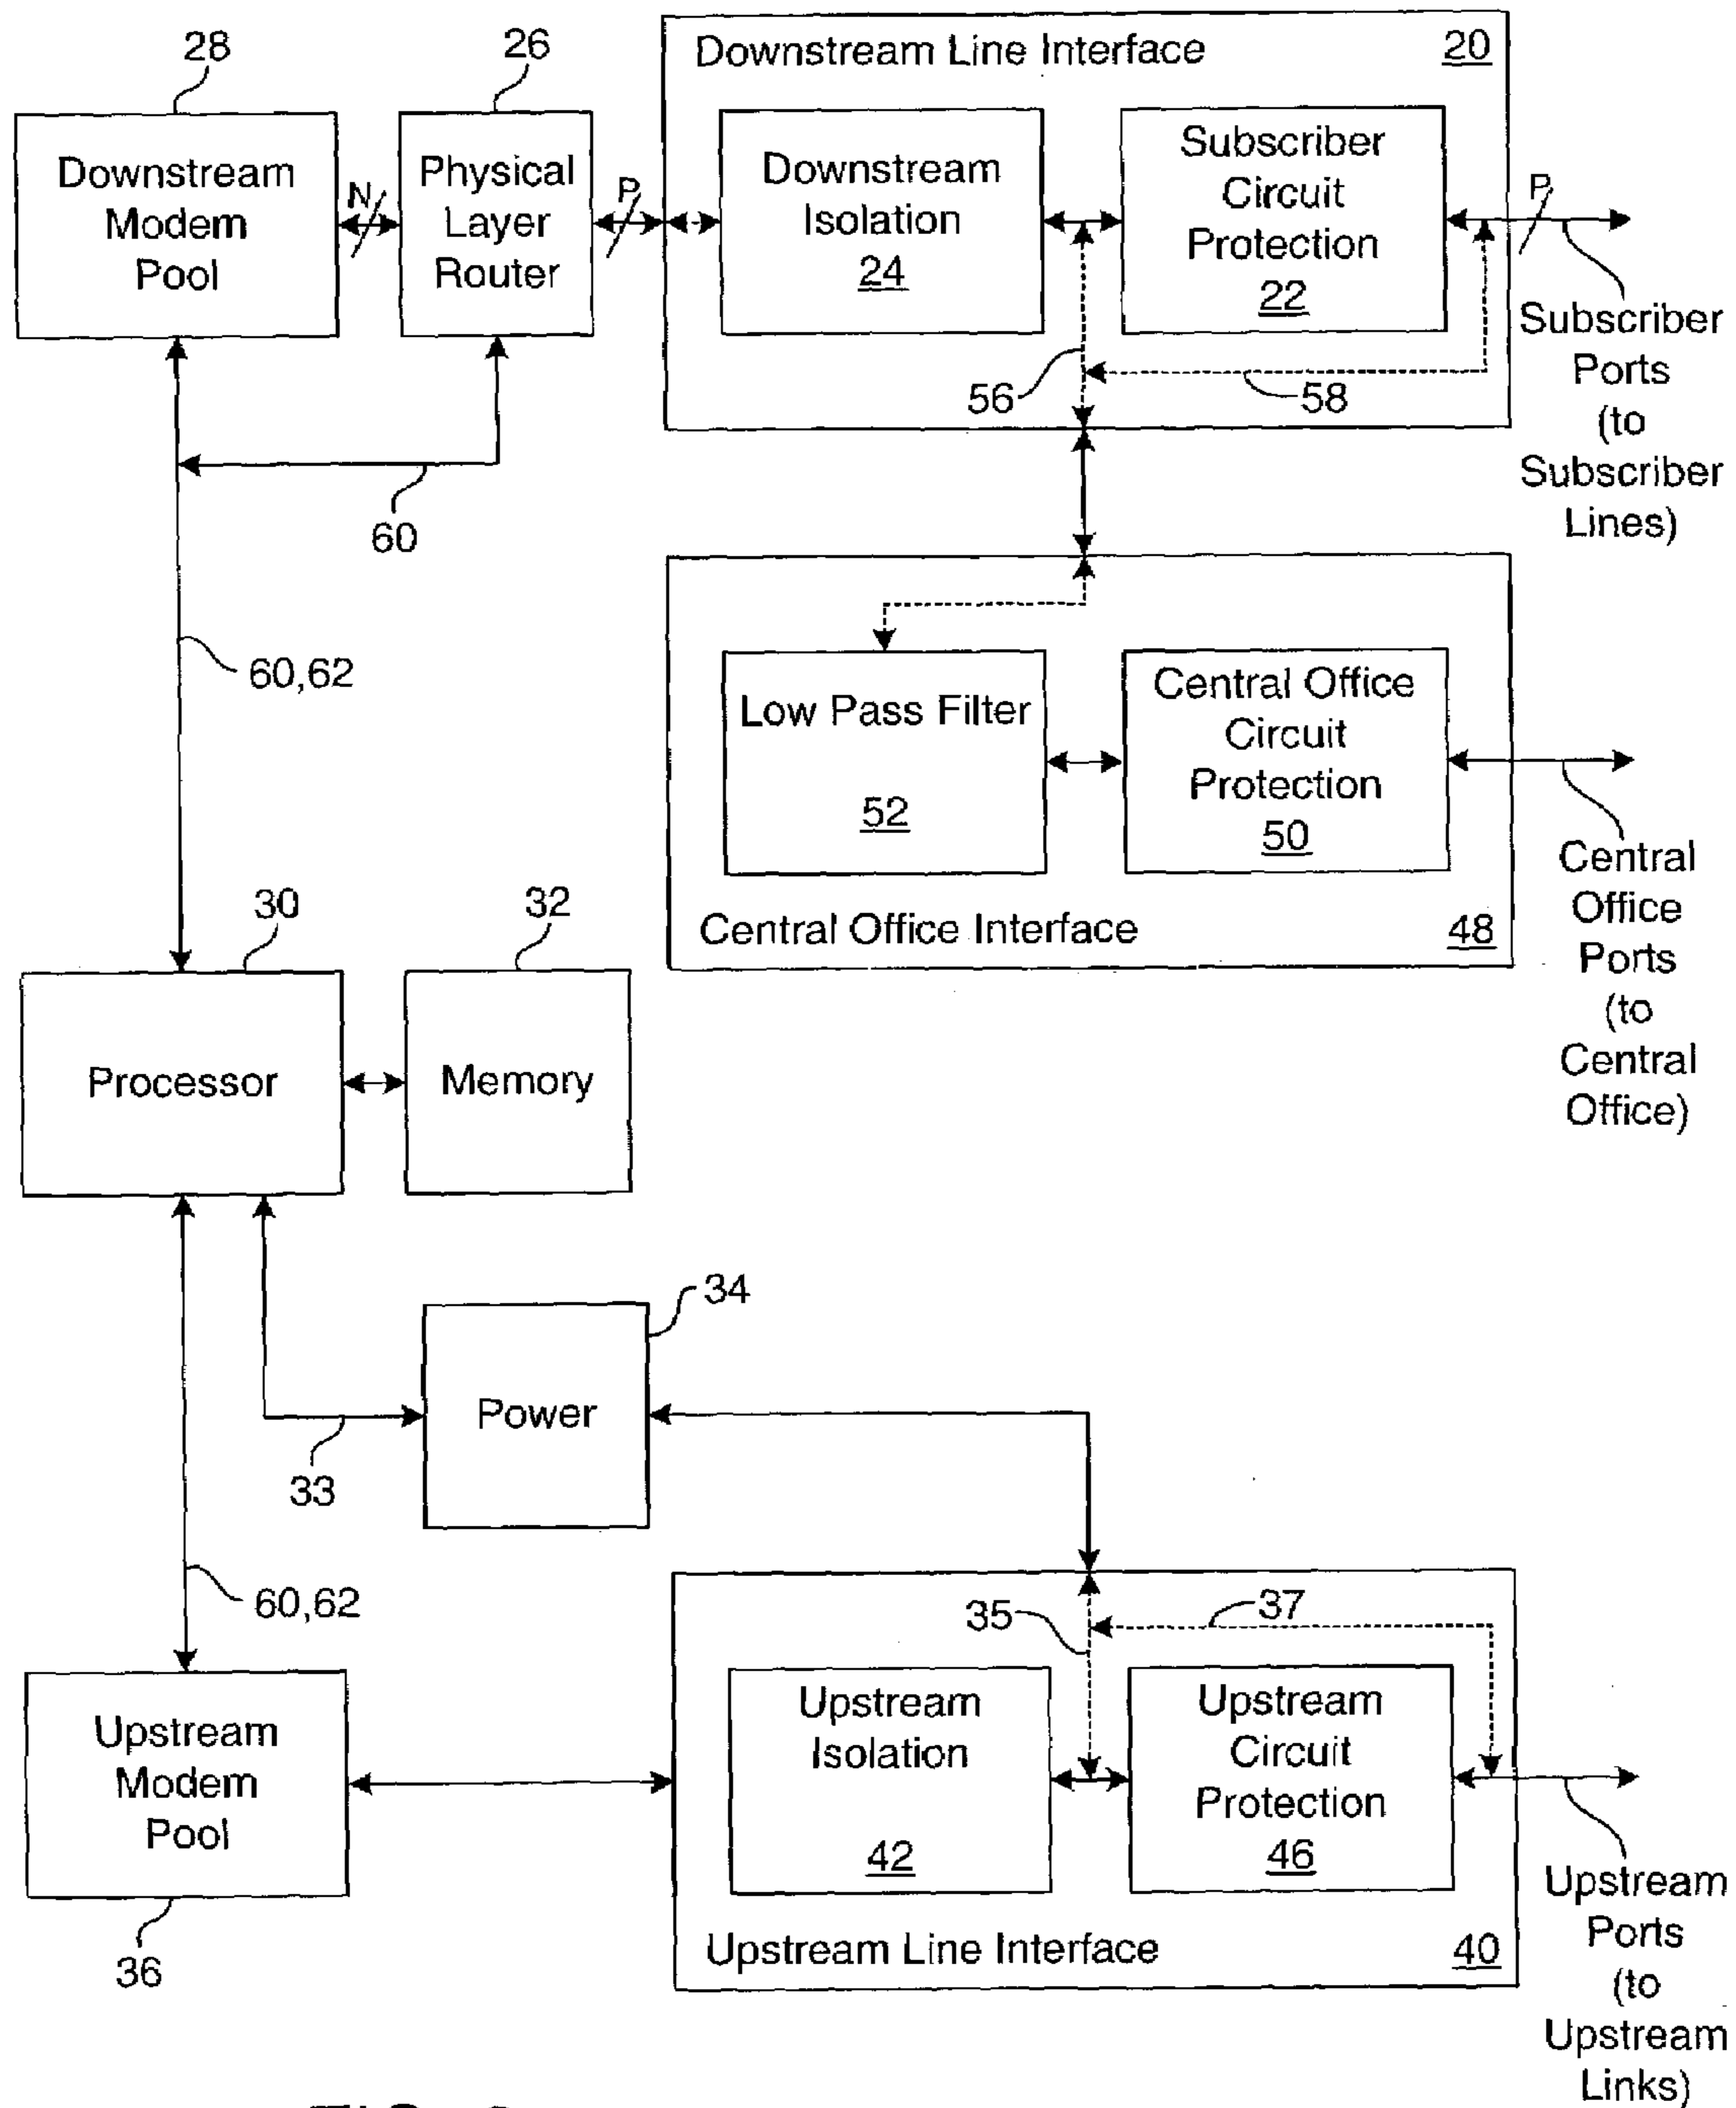 28
26
Downstream Line Interface 20
Downstream
Modem
Pool
N
Physical
Layer
Router
P
Downstream
Isolation
24
Subscriber
Circuit
Protection
22
P
Subscriber
Ports
(to
Subscriber
Lines)
56
58
60
60,62
Low Pass Filter
52
Central Office
Circuit
Protection
50
Central Office Interface 48
Central
Office
Ports
(to
Central
Office)
30
32
Processor
Memory
34
Power
33
60,62
35
37
Upstream
Modem
Pool
36
Upstream
Isolation
42
Upstream
Circuit
Protection
46
Upstream Line Interface 40
Upstream
Ports
(to
Upstream
Links)